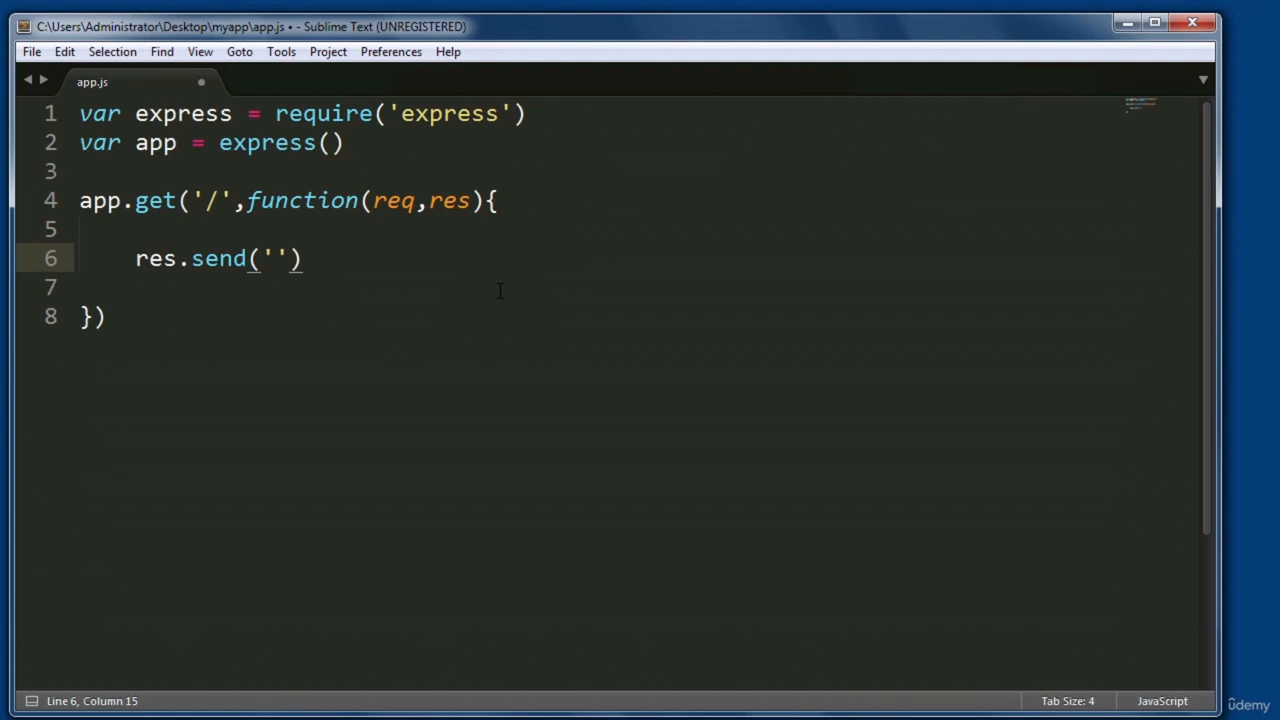 C:\Users\Administrator\Desktop\myapp\app.js • - Sublime Text (UNREGISTERED)
File Edit Selection Find View Goto Tools Project Preferences Help
app.js
1 var express = require('express')
2 var app = express()
3
4 app.get('/',function(req,res){
5
6 res.send('')
7
8 })
Line 6, Column 15 Tab Size: 4 JavaScript
ûdemy